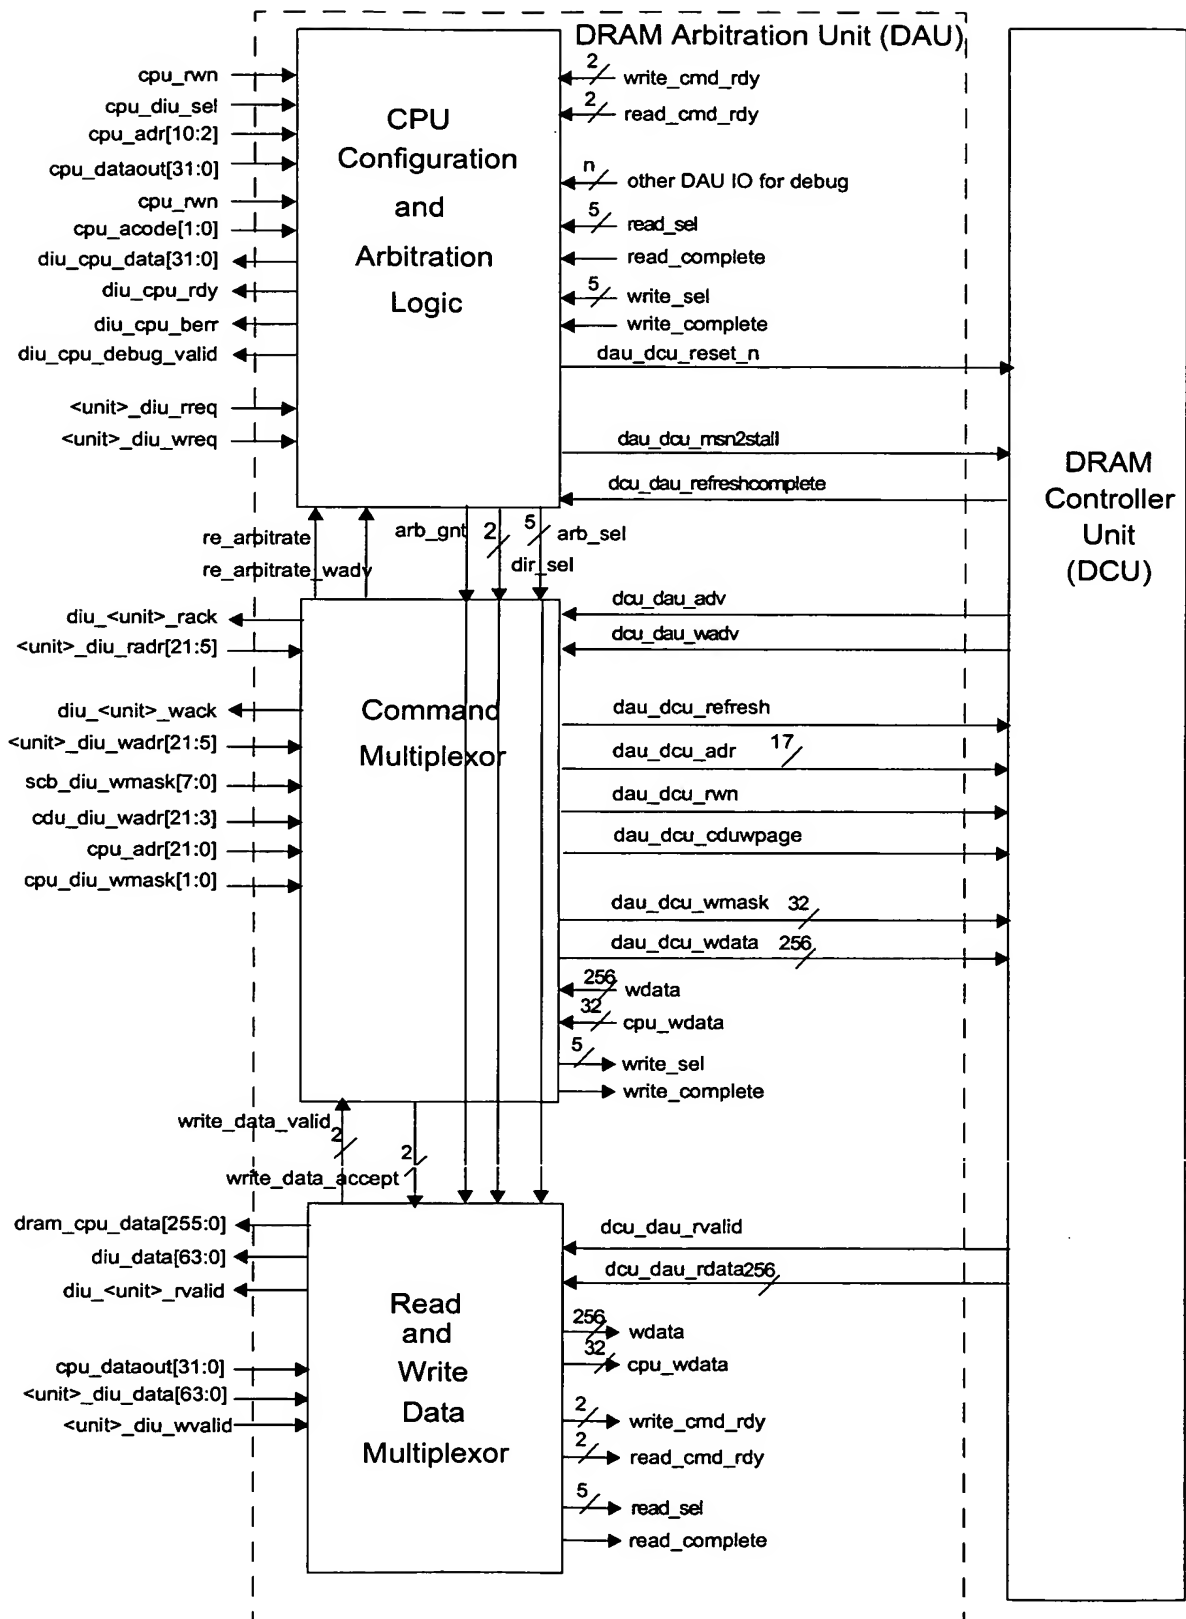 DRAM Arbitration Unit (DAU)
cpu_rwn
cpu_diu_sel
cpu_adr[10:2]
cpu_dataout[31:0]
cpu_rwn
cpu_acode[1:0]
diu_cpu_data[31:0]
diu_cpu_rdy
diu_cpu_berr
diu_cpu_debug_valid
<unit>_diu_rreq
<unit>_diu_wreq
CPU
Configuration
and
Arbitration
Logic
2
write_cmd_rdy
2
read_cmd_rdy
n
other DAU IO for debug
5
read_sel
read_complete
5
write_sel
write_complete
dau_dcu_reset_n
dau_dcu_msn2stall
dcu_dau_refreshcomplete
DRAM
Controller
Unit
(DCU)
re_arbitrate
re_arbitrate_wadv
arb_gnt
2
dir_sel
5
arb_sel
diu_<unit>_rack
<unit>_diu_radr[21:5]
diu_<unit>_wack
<unit>_diu_wadr[21:5]
scb_diu_wmask[7:0]
cdu_diu_wadr[21:3]
cpu_adr[21:0]
cpu_diu_wmask[1:0]
Command
Multiplexor
dcu_dau_adv
dcu_dau_wadv
dau_dcu_refresh
dau_dcu_adr 17
dau_dcu_rwn
dau_dcu_cduwpage
dau_dcu_wmask 32
dau_dcu_wdata 256
256
wdata
32
cpu_wdata
5
write_sel
write_complete
write_data_valid
2
2
write_data_accept
dram_cpu_data[255:0]
diu_data[63:0]
diu_<unit>_rvalid
cpu_dataout[31:0]
<unit>_diu_data[63:0]
<unit>_diu_wvalid
Read
and
Write
Data
Multiplexor
dcu_dau_rvalid
dcu_dau_rdata 256
256
wdata
32
cpu_wdata
2
write_cmd_rdy
2
read_cmd_rdy
5
read_sel
read_complete